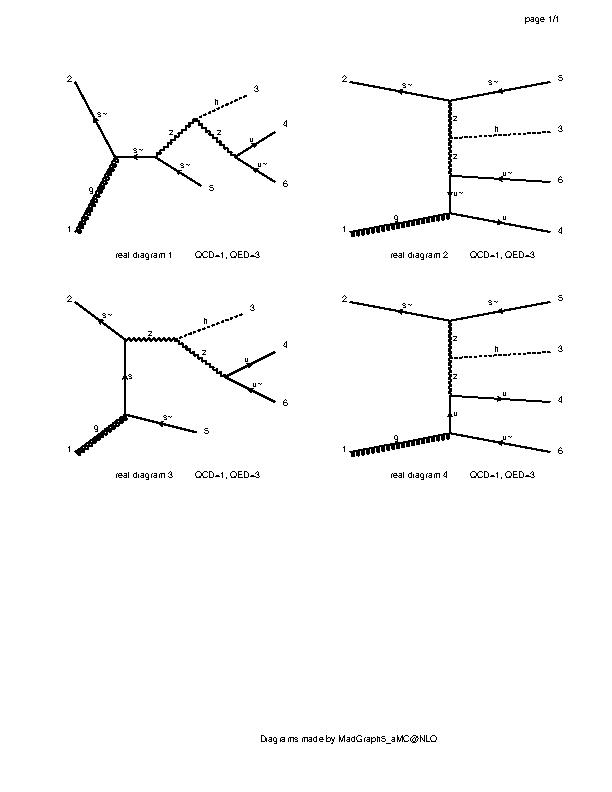 page 1/1
2
s~
g
1
s~
z
h
3
z
u
4
u~
6
s~
5
real diagram 1 QCD=1, QED=3
2
s~
s~
5
z
h
3
z
u~
6
u~
g
1
u
4
real diagram 2 QCD=1, QED=3
2
s~
z
h
3
z
u
4
u~
6
s
g
1
s~
5
real diagram 3 QCD=1, QED=3
2
s~
s~
5
z
h
3
z
u
4
u
g
1
u~
6
real diagram 4 QCD=1, QED=3
Diagrams made by MadGraph5_aMC@NLO